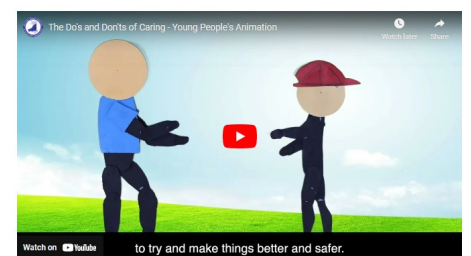 The Do's and Don'ts of Caring - Young People's Animation
Watch later
Share
Watch on YouTube
to try and make things better and safer.